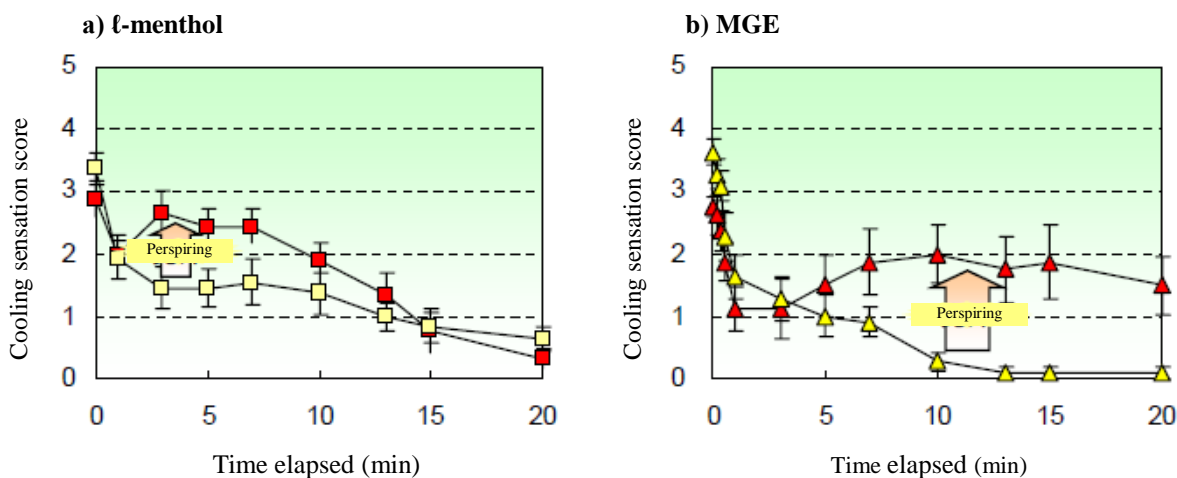 a) ℓ-menthol
5
4
3
2
1
0
Cooling sensation score
Perspiring
0 5 10 15 20
Time elapsed (min)
b) MGE
5
4
3
2
1
0
Cooling sensation score
Perspiring
0 5 10 15 20
Time elapsed (min)